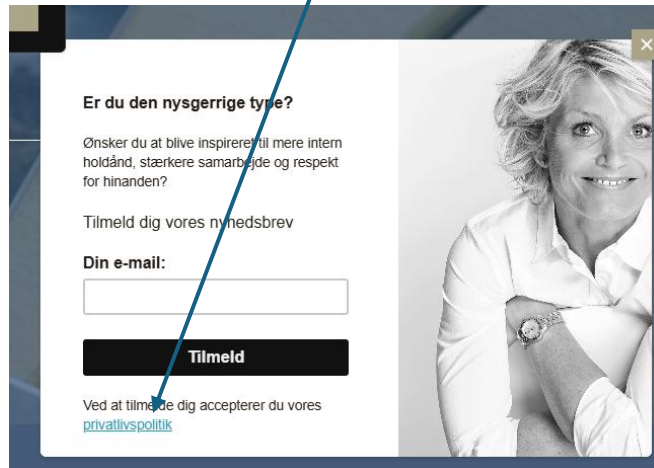 Er du den nysgerrige type?
Ønsker du at blive inspireret til mere intern
holdånd, stærkere samarbejde og respekt
for hinanden?
Tilmeld dig vores nyhedsbrev
Din e-mail:
Tilmeld
Ved at tilmelde dig accepterer du vores
privatlivspolitik